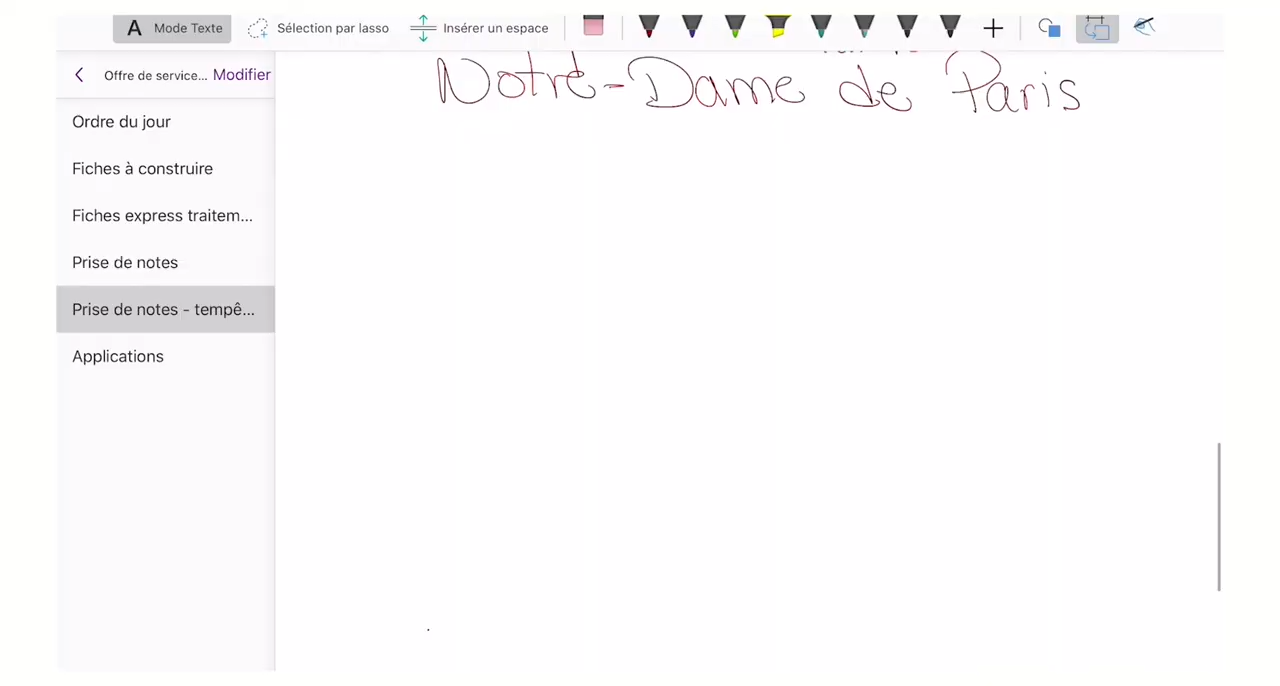 Mode Texte Sélection par lasso Insérer un espace
Offre de service... Modifier
Notre-Dame de Paris
Ordre du jour
Fiches à construire
Fiches express traitem...
Prise de notes
Prise de notes - tempê...
Applications